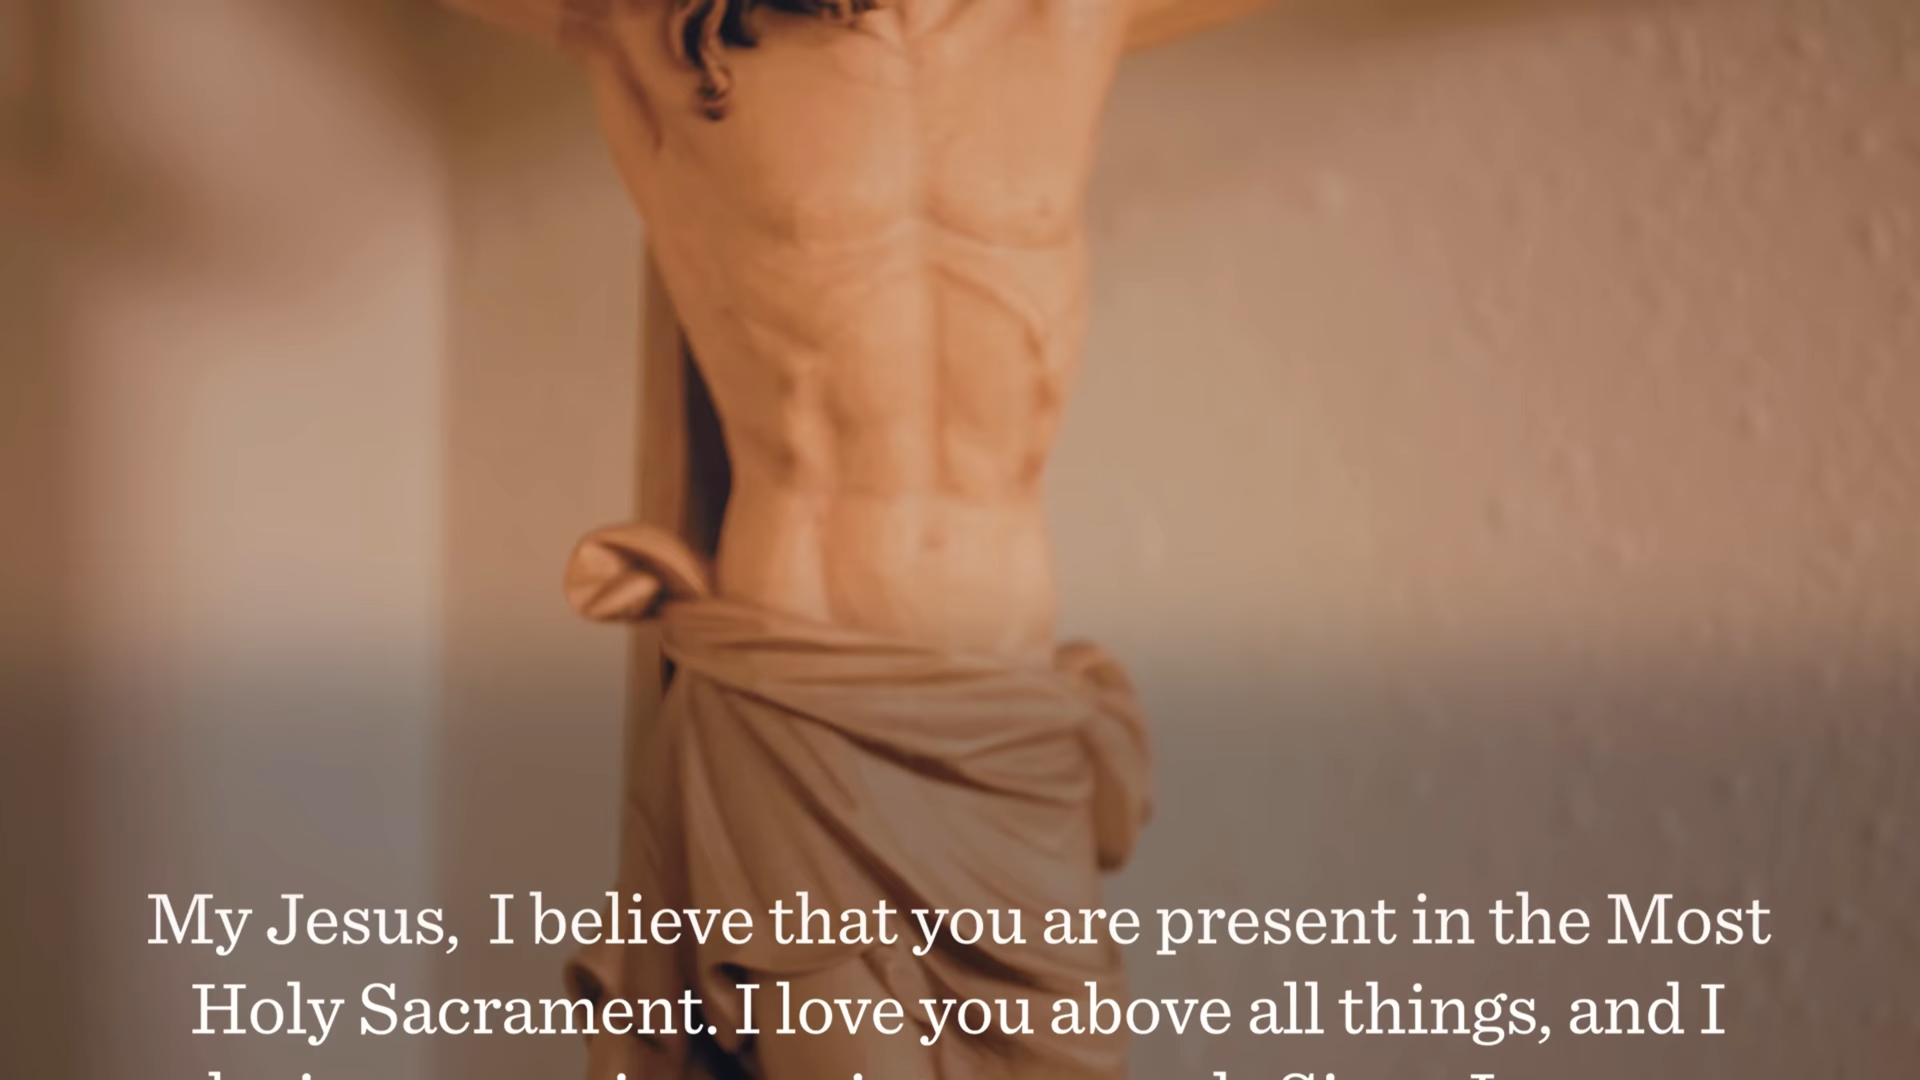 My Jesus,  I believe that you are present in the Most
Holy Sacrament. I love you above all things, and I